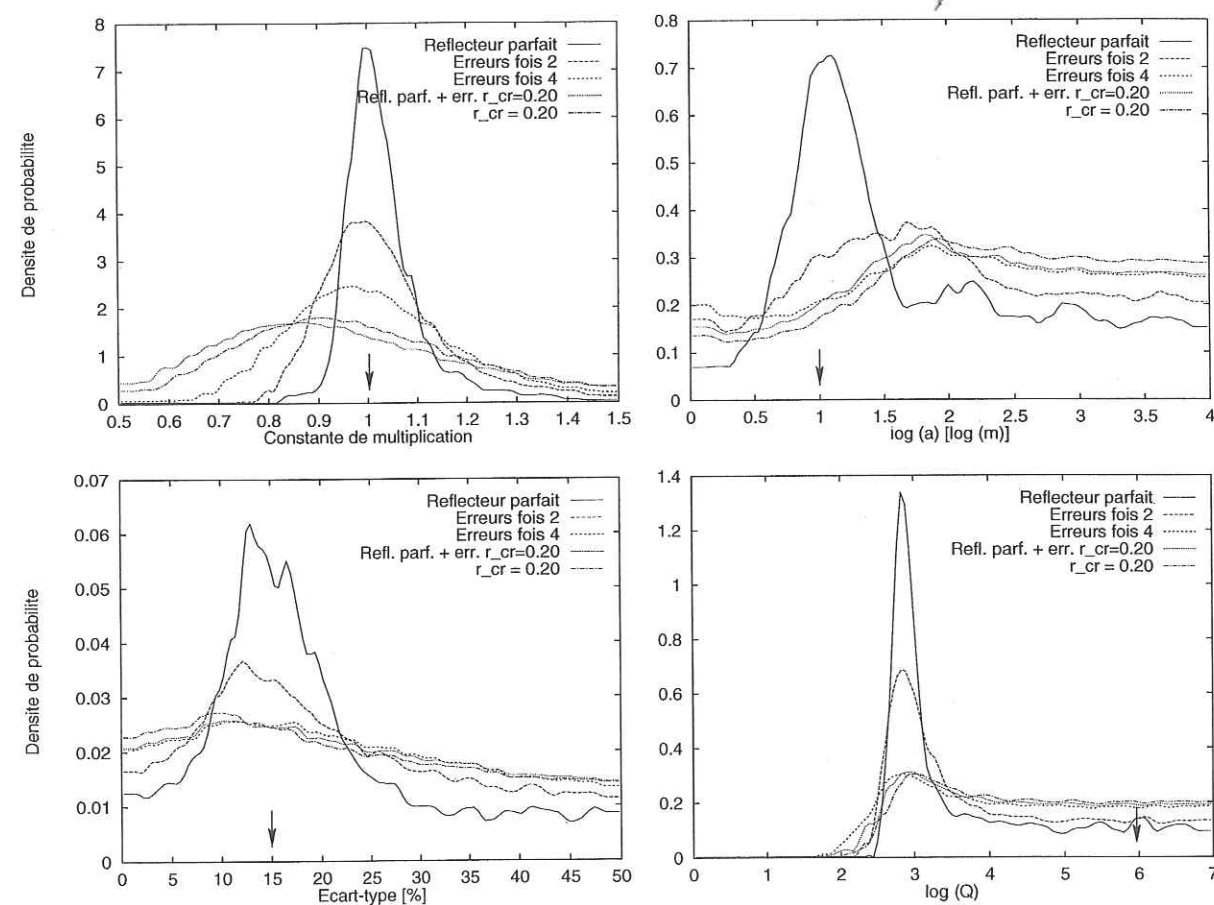 8
7
6
5
4
3
2
1
0
Densite de probabilite
Reflecteur parfait
Erreurs fois 2
Erreurs fois 4
Refl. parf. + err. r_cr=0.20
r_cr = 0.20
0.5 0.6 0.7 0.8 0.9 1 1.1 1.2 1.3 1.4 1.5
Constante de multiplication
0.8
0.7
0.6
0.5
0.4
0.3
0.2
0.1
0
Reflecteur parfait
Erreurs fois 2
Erreurs fois 4
Refl. parf. + err. r_cr=0.20
r_cr = 0.20
0 0.5 1 1.5 2 2.5 3 3.5 4
log (a) [log (m)]
0.07
0.06
0.05
0.04
0.03
0.02
0.01
0
Densite de probabilite
Reflecteur parfait
Erreurs fois 2
Erreurs fois 4
Refl. parf. + err. r_cr=0.20
r_cr = 0.20
0 5 10 15 20 25 30 35 40 45 50
Ecart-type [%]
1.4
1.2
1
0.8
0.6
0.4
0.2
0
Reflecteur parfait
Erreurs fois 2
Erreurs fois 4
Refl. parf. + err. r_cr=0.20
r_cr = 0.20
0 1 2 3 4 5 6 7
log (Q)